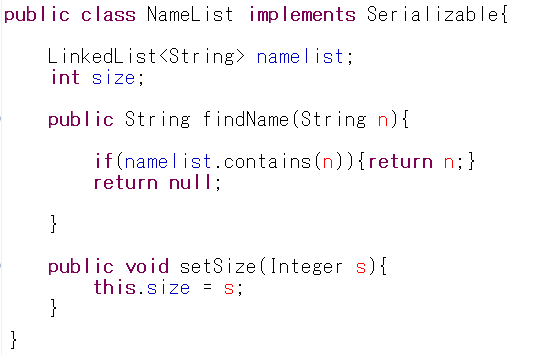 public class NameList implements Serializable{
LinkedList<String> namelist;
int size;
public String findName(String n){
if(namelist.contains(n)){return n;}
return null;
}
public void setSize(Integer s){
this.size = s;
}
}